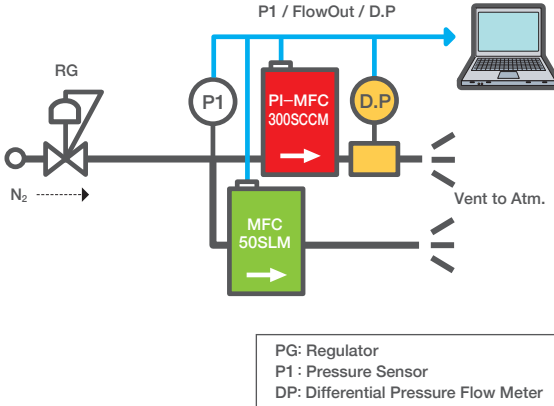 P1 / FlowOut / D.P
RG
P1
PI-MFC
300SCCM
D.P
N₂
Vent to Atm.
MFC
50SLM
PG: Regulator
P1 : Pressure Sensor
DP: Differential Pressure Flow Meter